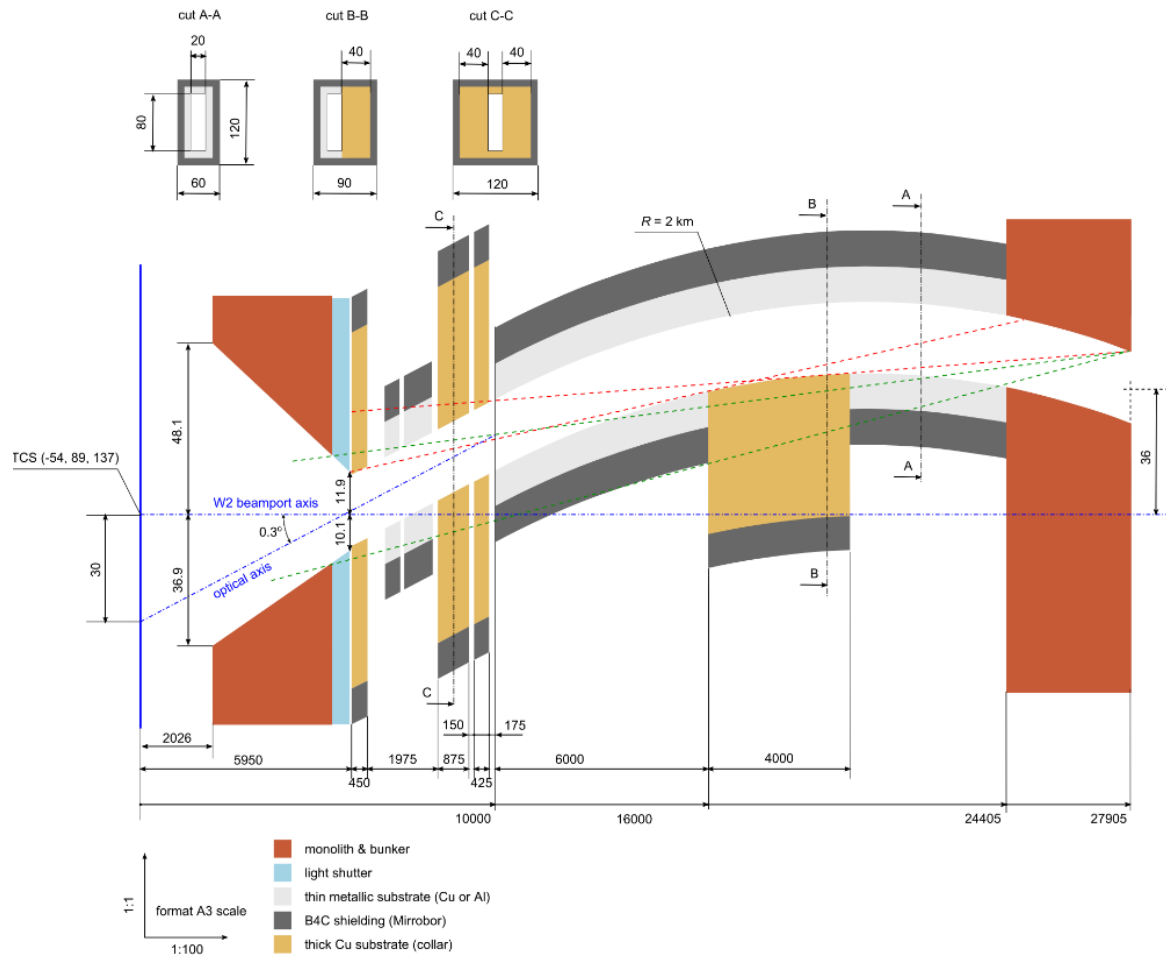 cut A-A
cut B-B
cut C-C
20
40
40
40
80
120
60
90
120
C
B
A
R = 2 km
48.1
TCS (-54, 89, 137)
11.9
W2 beamport axis
0.3º
10.1
optical axis
30
36.9
36
A
B
C
150
175
2026
5950
1975
875
6000
4000
450
425
10000
16000
24405
27905
monolith & bunker
light shutter
thin metallic substrate (Cu or Al)
B4C shielding (Mirrobor)
thick Cu substrate (collar)
1:1
format A3 scale
1:100